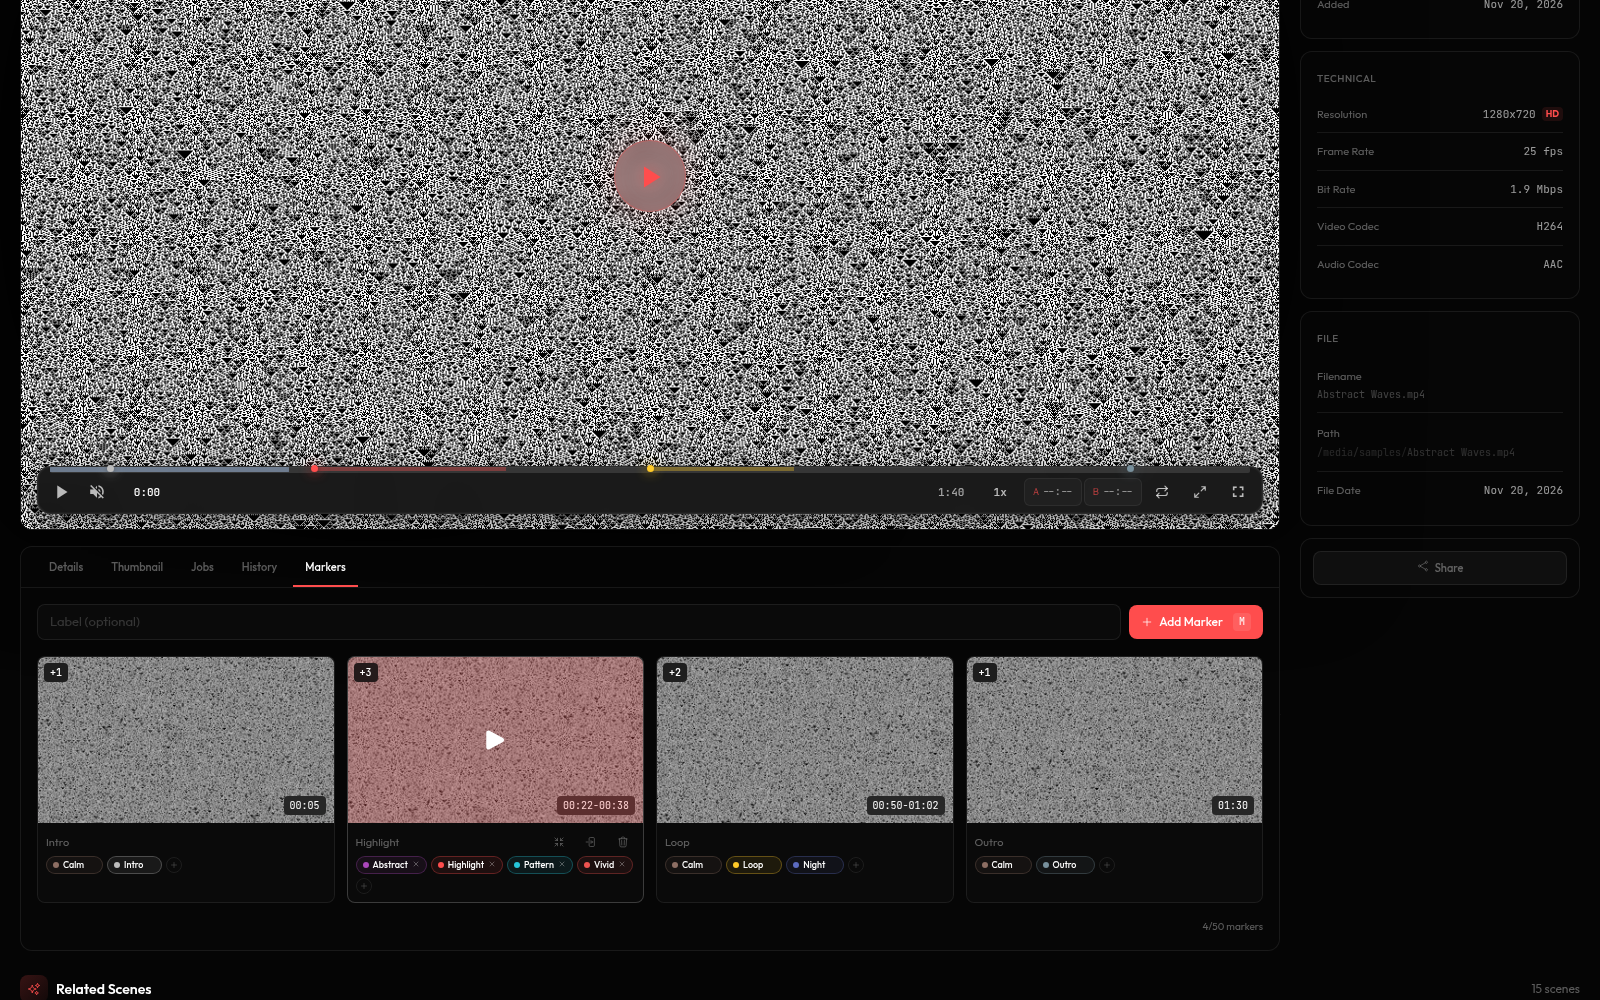 Added Nov 20, 2026
TECHNICAL
Resolution 1280x720 HD
Frame Rate 25 fps
Bit Rate 1.9 Mbps
Video Codec H264
Audio Codec AAC
FILE
Filename
Abstract Waves.mp4
Path
/media/samples/Abstract Waves.mp4
File Date Nov 20, 2026
Share
0:00 1:40 1x A --:-- B --:--
Details Thumbnail Jobs History Markers
Label (optional) + Add Marker M
+1 +3 +2 +1
00:05 00:22-00:38 00:50-01:02 01:30
Intro Highlight Loop Outro
Calm Intro + Abstract × Highlight × Pattern × Vivid × Calm Loop Night + Calm Outro +
+
4/50 markers
Related Scenes 15 scenes